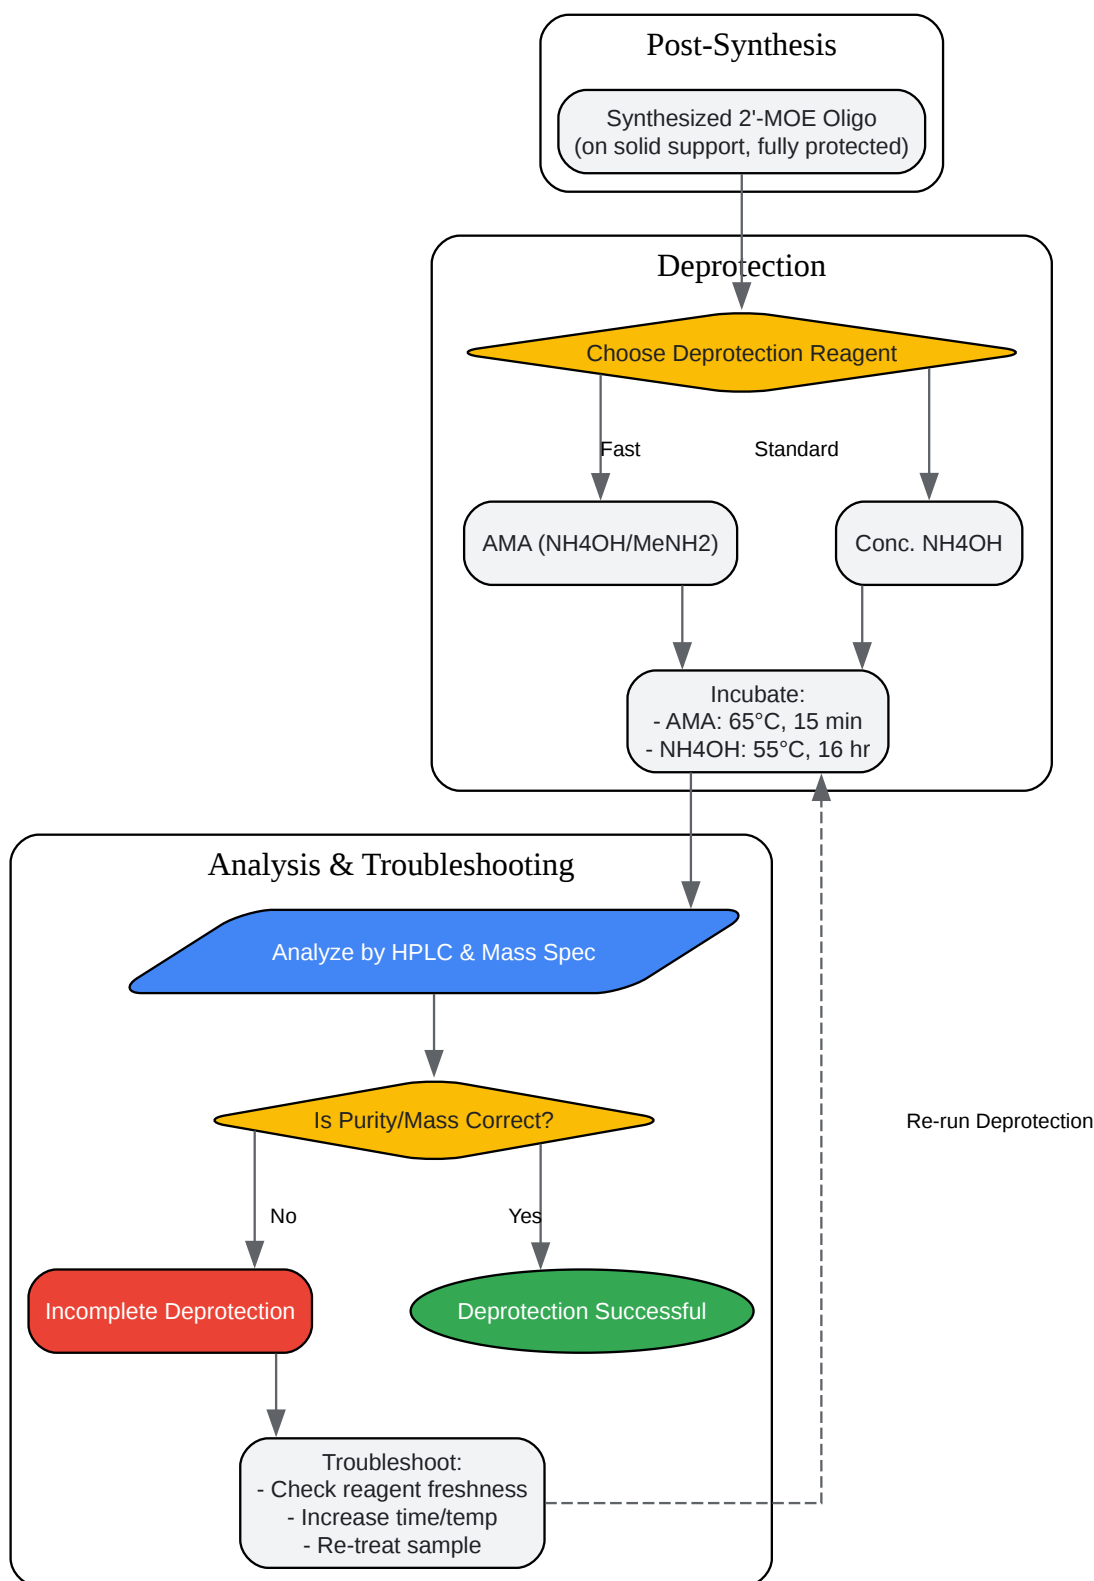 Post-Synthesis
Synthesized 2'-MOE Oligo
(on solid support, fully protected)
Deprotection
Choose Deprotection Reagent
Fast
Standard
AMA (NH4OH/MeNH2)
Conc. NH4OH
Incubate:
- AMA: 65°C, 15 min
- NH4OH: 55°C, 16 hr
Analysis & Troubleshooting
Analyze by HPLC & Mass Spec
Is Purity/Mass Correct?
Re-run Deprotection
No
Yes
Incomplete Deprotection
Deprotection Successful
Troubleshoot:
- Check reagent freshness
- Increase time/temp
- Re-treat sample